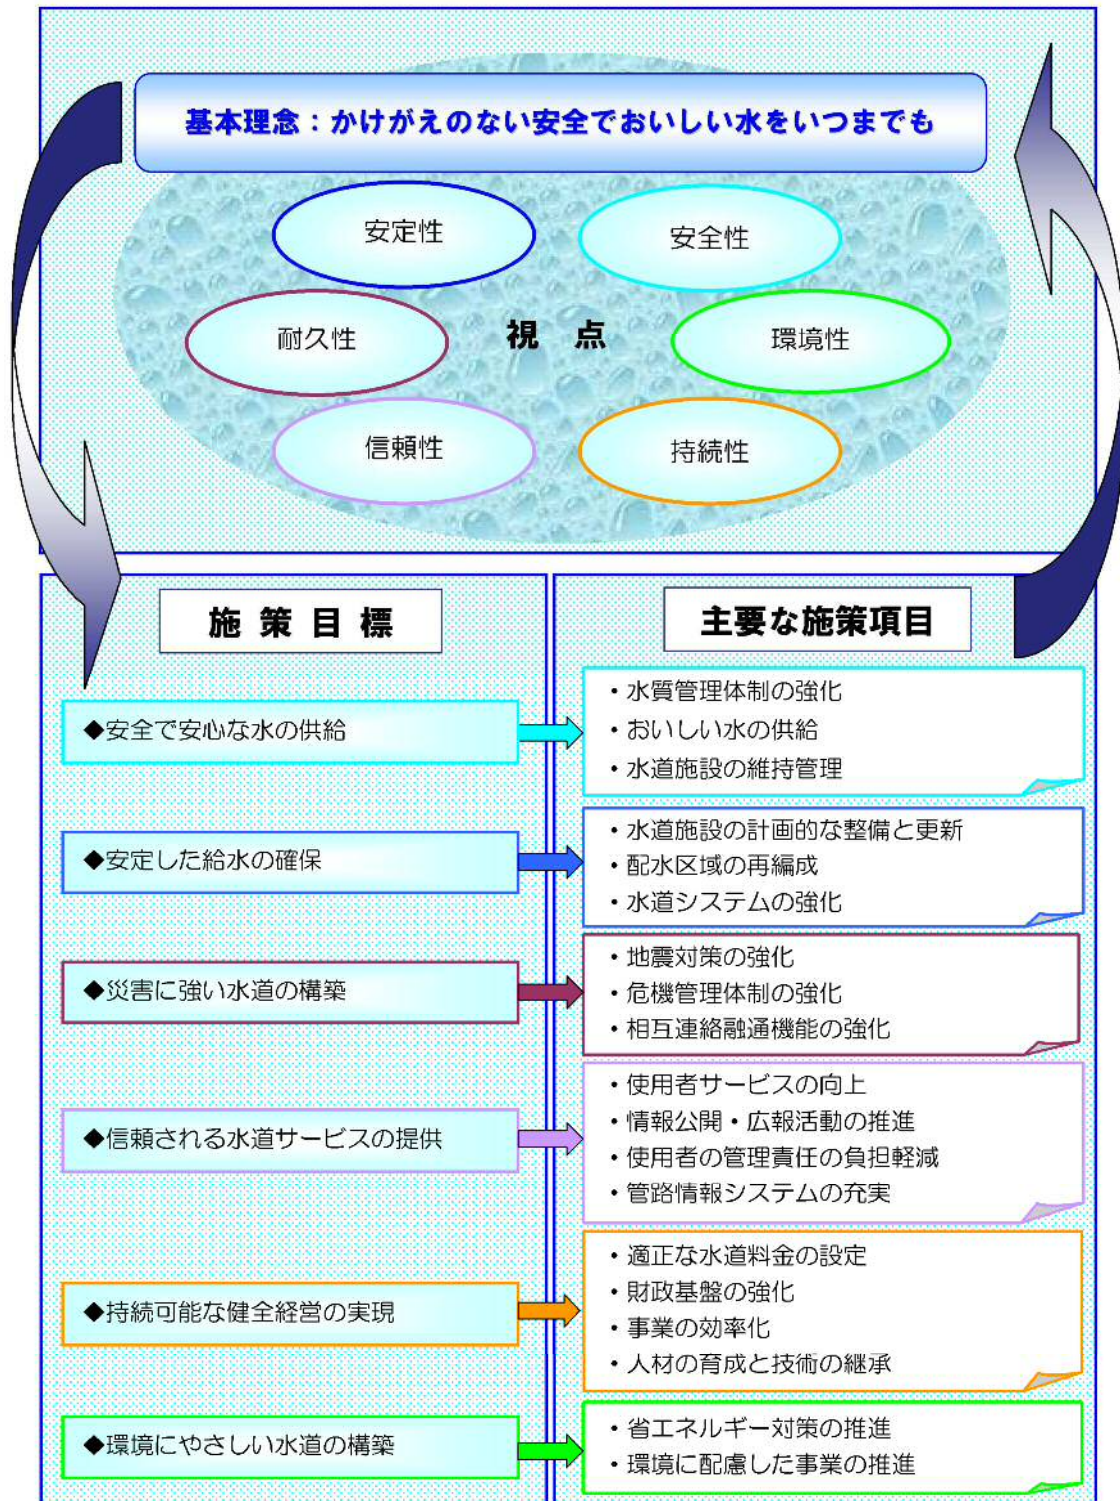 基本理念：かけがえのない安全でおいしい水をいつまでも
安定性
安全性
耐久性
視　点
環境性
信頼性
持続性
施 策 目 標
主要な施策項目
◆安全で安心な水の供給
・水質管理体制の強化
・おいしい水の供給
・水道施設の維持管理
◆安定した給水の確保
・水道施設の計画的な整備と更新
・配水区域の再編成
・水道システムの強化
◆災害に強い水道の構築
・地震対策の強化
・危機管理体制の強化
・相互連絡融通機能の強化
◆信頼される水道サービスの提供
・使用者サービスの向上
・情報公開・広報活動の推進
・使用者の管理責任の負担軽減
・管路情報システムの充実
◆持続可能な健全経営の実現
・適正な水道料金の設定
・財政基盤の強化
・事業の効率化
・人材の育成と技術の継承
◆環境にやさしい水道の構築
・省エネルギー対策の推進
・環境に配慮した事業の推進